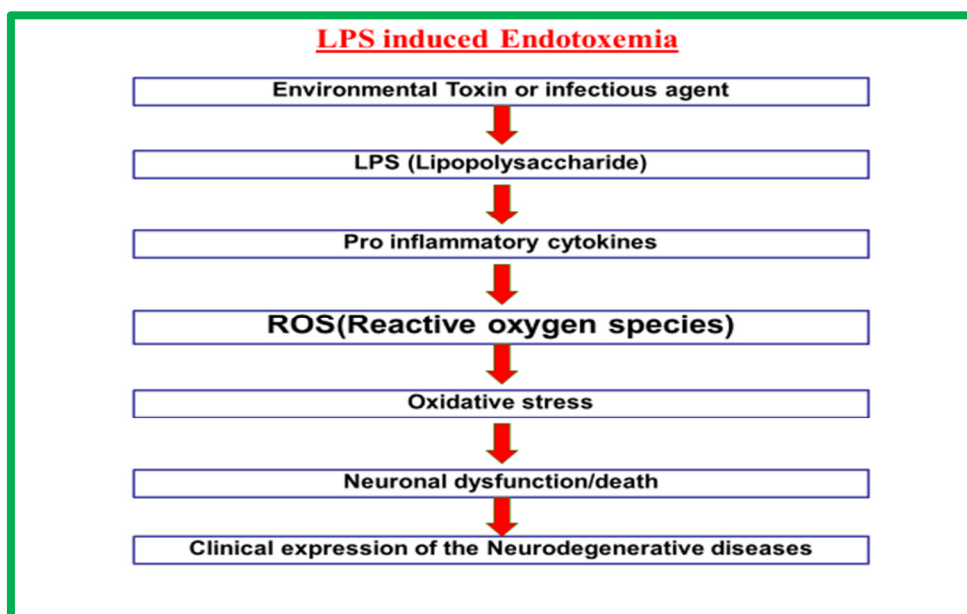 LPS induced Endotoxemia
Environmental Toxin or infectious agent
LPS (Lipopolysaccharide)
Pro inflammatory cytokines
ROS(Reactive oxygen species)
Oxidative stress
Neuronal dysfunction/death
Clinical expression of the Neurodegenerative diseases